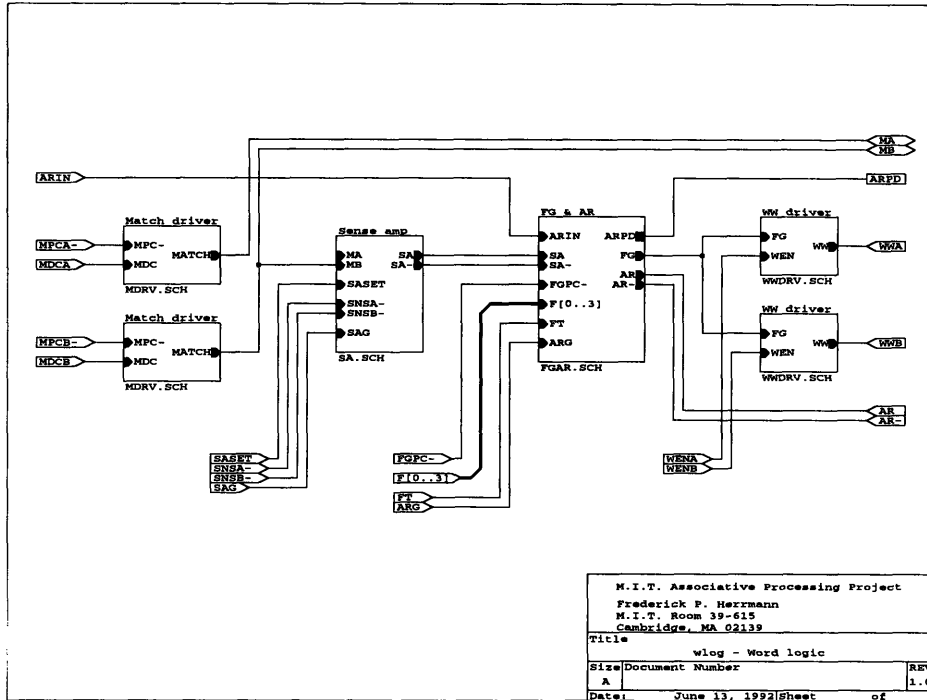 MA
MB
ARIN
ARPD
Match driver
MPCA-
MPC-
MATCH
MDCA
MDC
MDRV.SCH
Match driver
MPCB-
MPC-
MATCH
MDCB
MDC
MDRV.SCH
Sense amp
MA
SA
MB
SA-
SASET
SNSA-
SNSB-
SAG
SA.SCH
FG & AR
ARIN
ARPD
SA
FG
SA-
AR
FGPC-
AR-
F[0..3]
FT
ARG
FGAR.SCH
WW driver
FG
WW
WWA
WEN
WWDRV.SCH
WW driver
FG
WW
WWB
WEN
WWDRV.SCH
AR
AR-
SASET
SNSA-
SNSB-
SAG
FGPC-
F[0..3]
FT
ARG
WENA
WENB
M.I.T. Associative Processing Project
Frederick P. Herrmann
M.I.T. Room 39-615
Cambridge, MA 02139
Title
wlog - Word logic
Size Document Number REV
A 1.0
Date: June 13, 1992 Sheet of